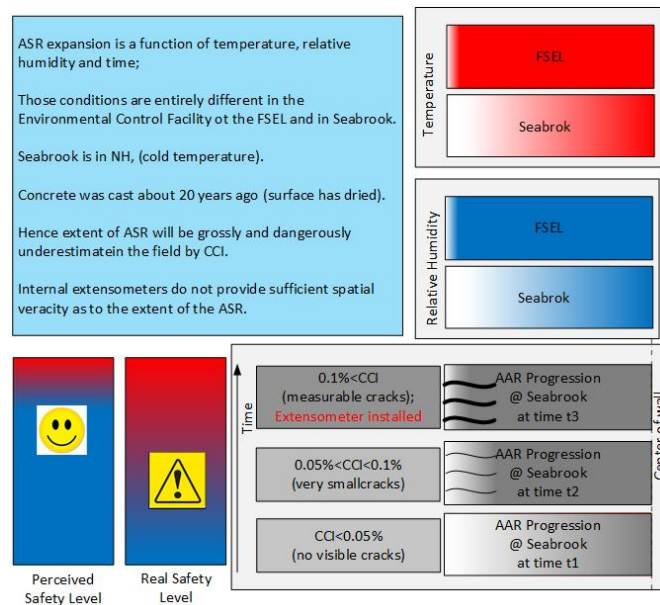 ASR expansion is a function of temperature, relative
humidity and time;
Those conditions are entirely different in the
Environmental Control Facility ot the FSEL and in Seabrook.
Seabrook is in NH, (cold temperature).
Concrete was cast about 20 years ago (surface has dried).
Hence extent of ASR will be grossly and dangerously
underestimatein the field by CCI.
Internal extensometers do not provide sufficient spatial
veracity as to the extent of the ASR.
Temperature
FSEL
Seabrok
Relative Humidity
FSEL
Seabrok
Perceived
Safety Level
Real Safety
Level
Time
0.1%<CCI
(measurable cracks);
Extensometer installed
AAR Progression
@ Seabrook
at time t3
0.05%<CCI<0.1%
(very smallcracks)
AAR Progression
@ Seabrook
at time t2
CCI<0.05%
(no visible cracks)
AAR Progression
@ Seabrook
at time t1
Center of wall